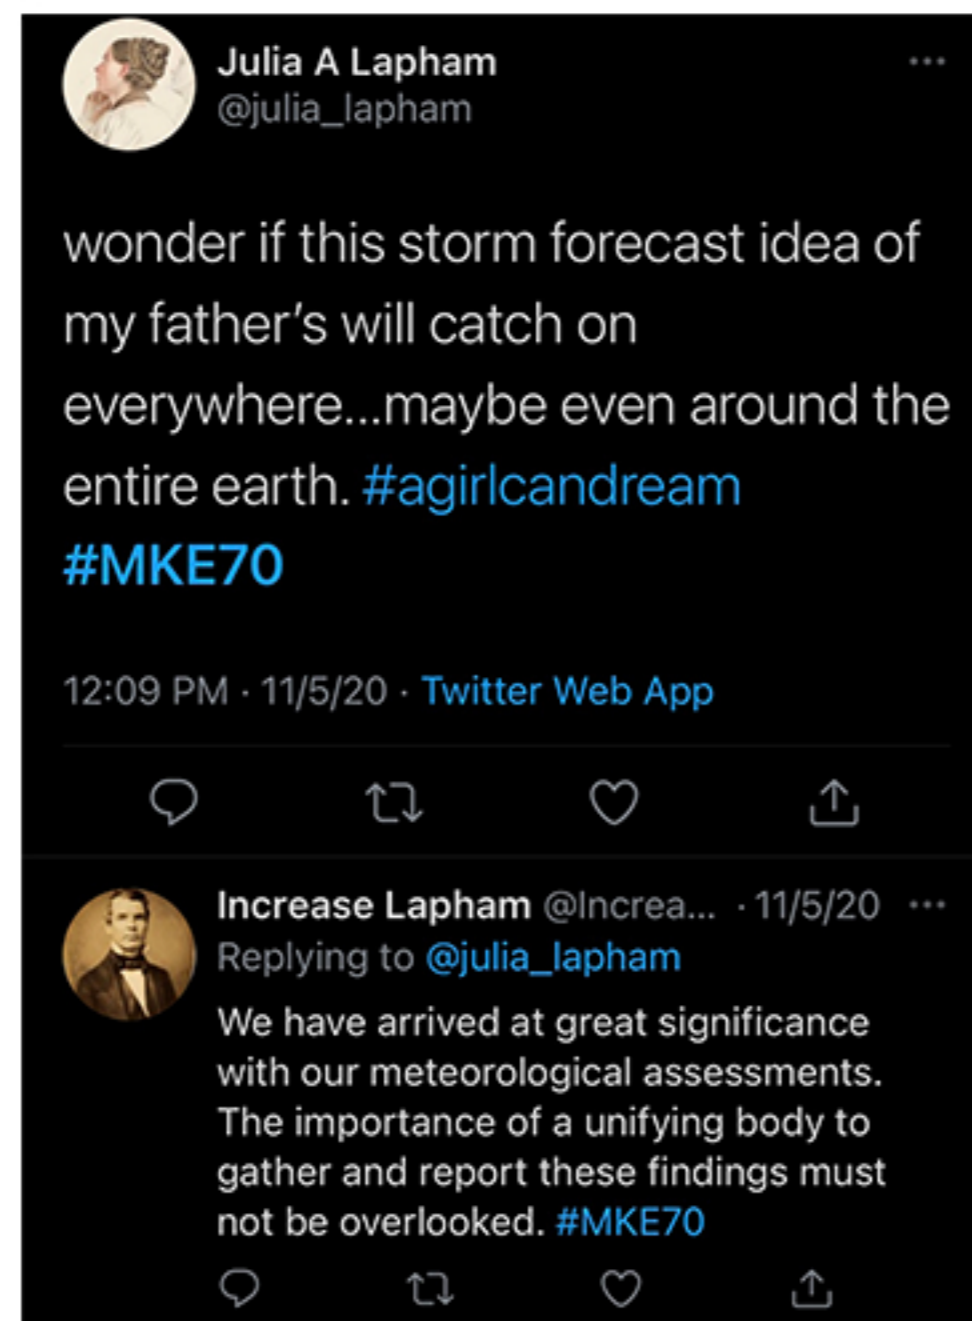 Julia A Lapham
@julia_lapham
wonder if this storm forecast idea of
my father's will catch on
everywhere...maybe even around the
entire earth. #agirlcandream
#MKE70
12:09 PM · 11/5/20 · Twitter Web App
Increase Lapham @Increa... · 11/5/20
Replying to @julia_lapham
We have arrived at great significance
with our meteorological assessments.
The importance of a unifying body to
gather and report these findings must
not be overlooked. #MKE70